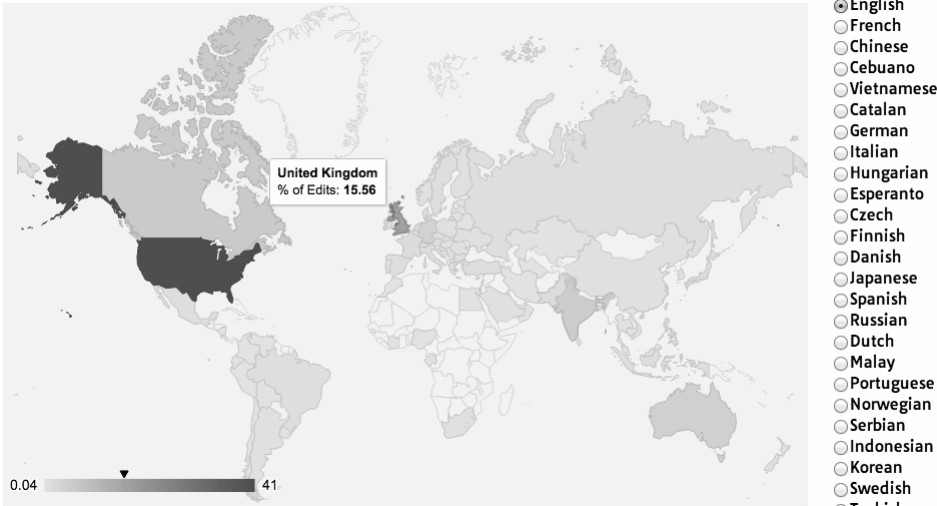 United Kingdom
% of Edits: 15.56
0.04
41
English
French
Chinese
Cebuano
Vietnamese
Catalan
German
Italian
Hungarian
Esperanto
Czech
Finnish
Danish
Japanese
Spanish
Russian
Dutch
Malay
Portuguese
Norwegian
Serbian
Indonesian
Korean
Swedish